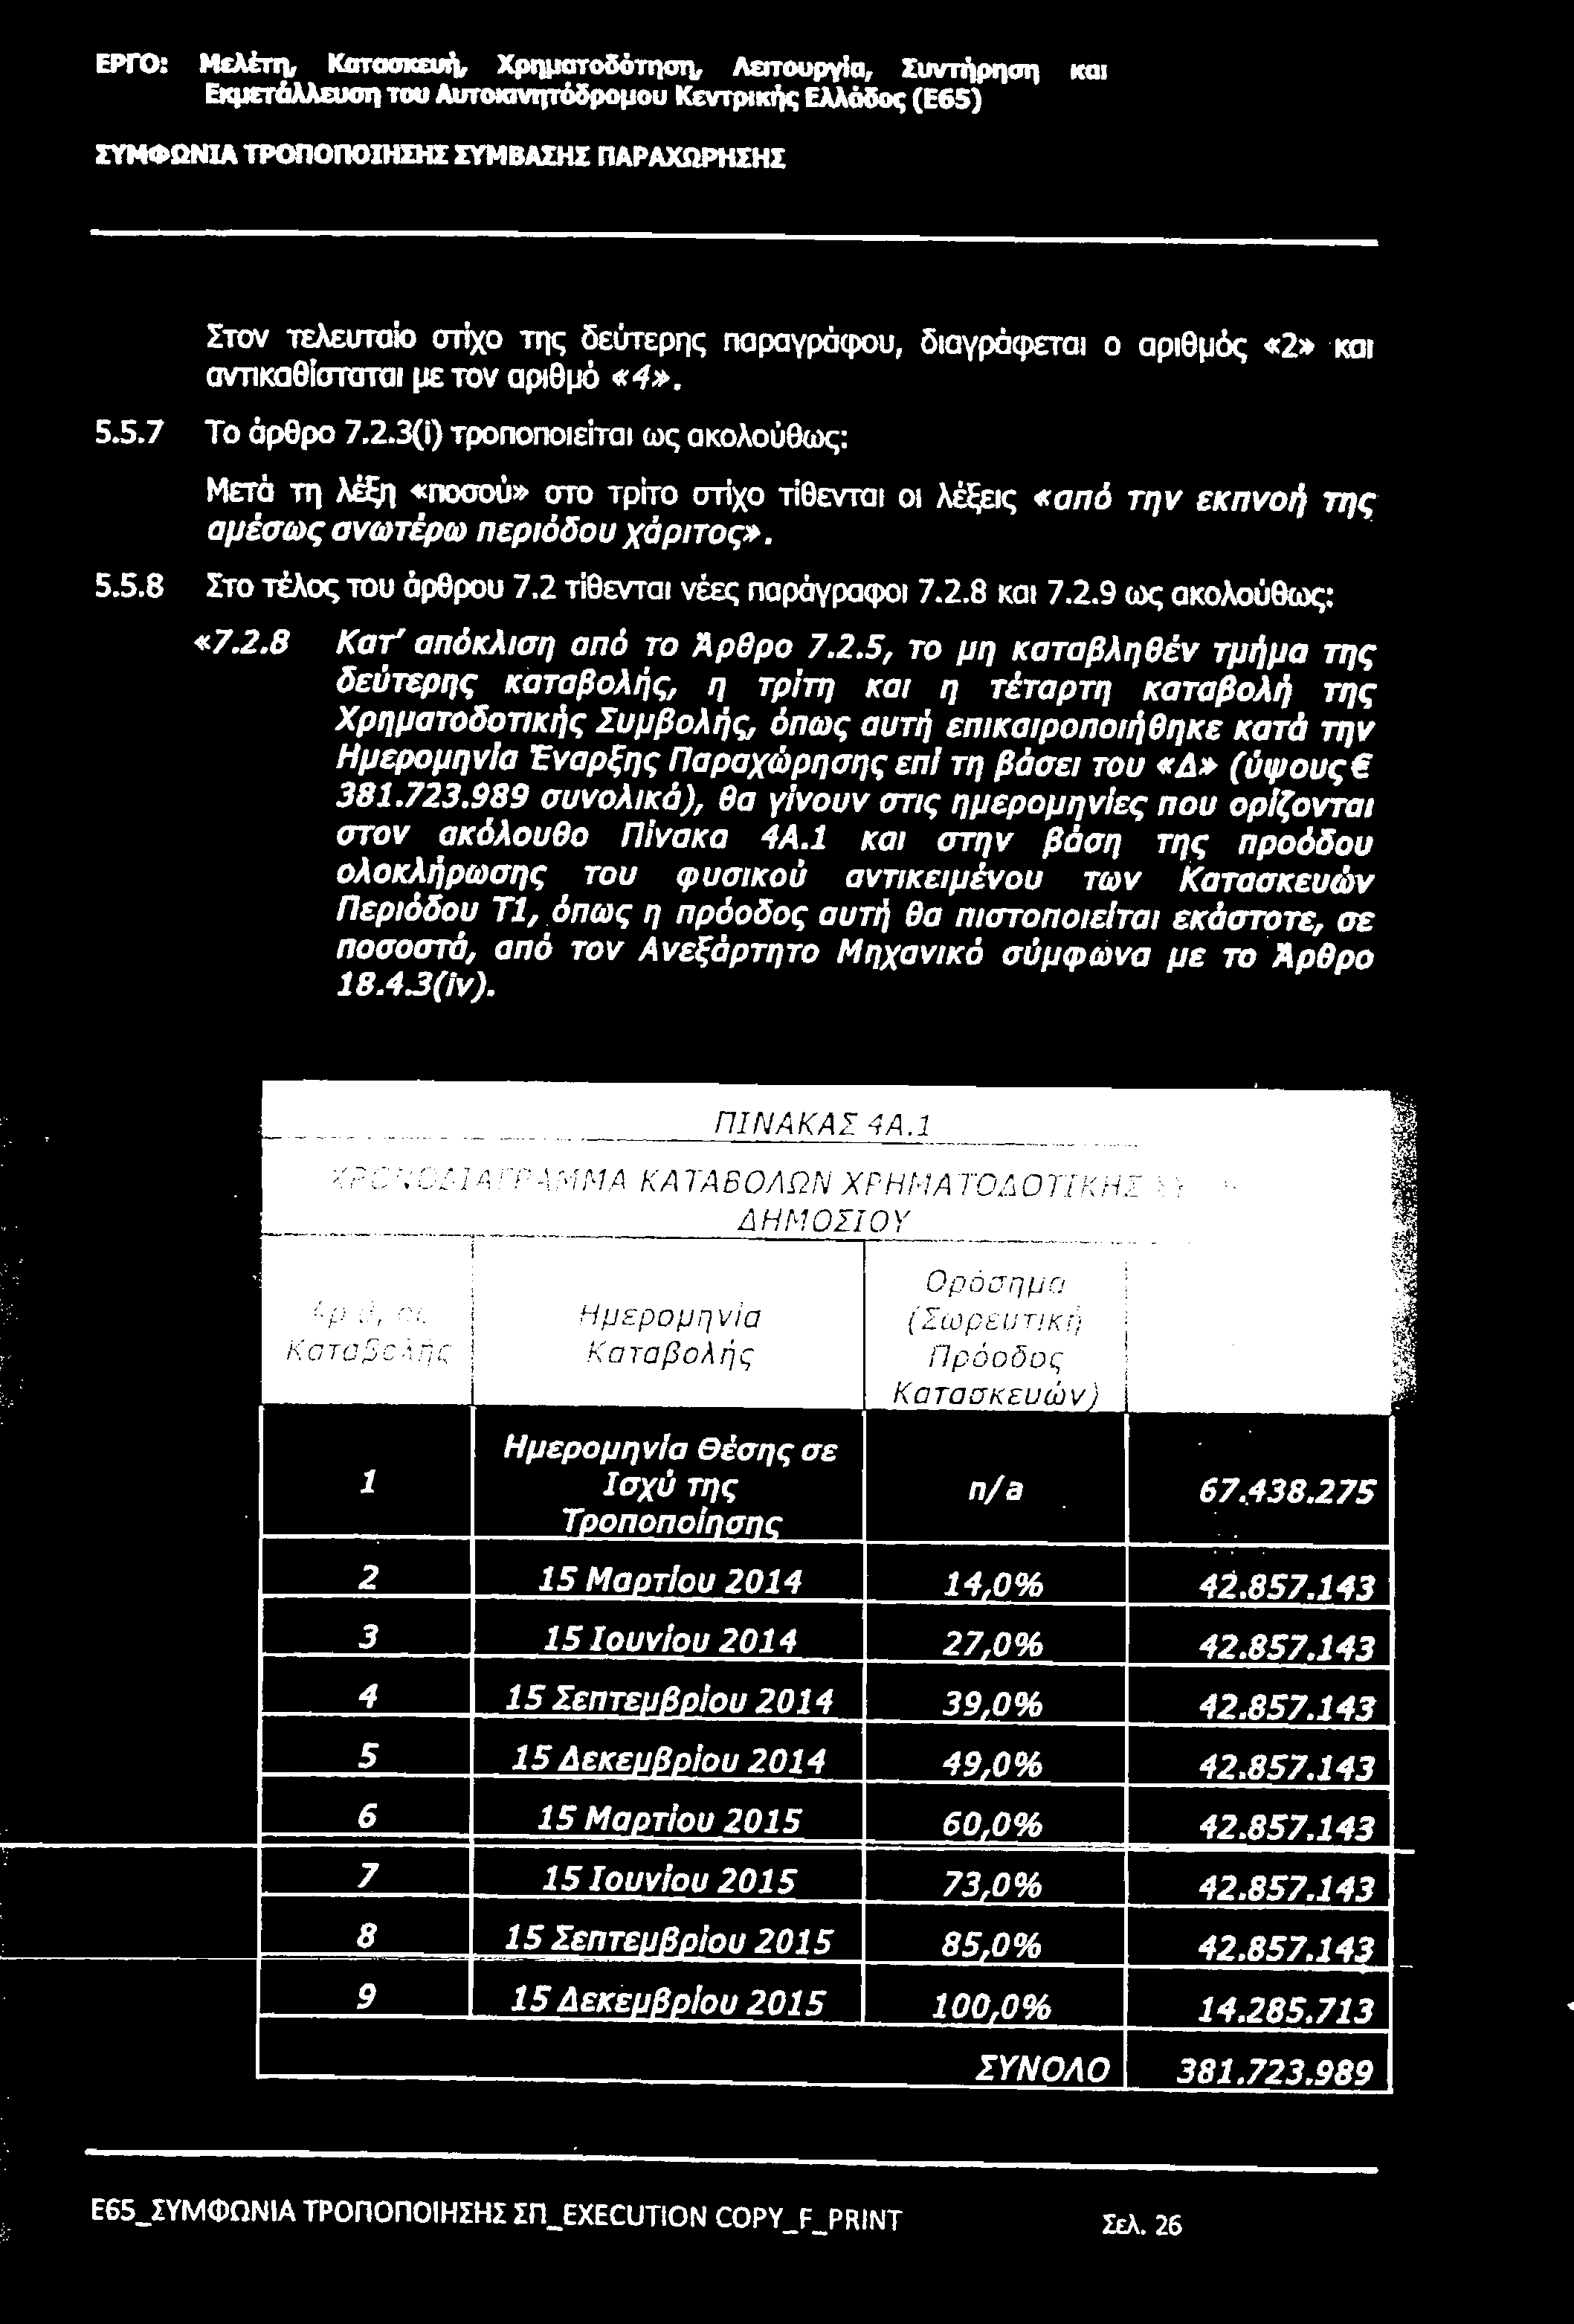 ΕΡΓΟ: Μελέτη, Κατασκευή, Χρηματοδότηση, Λειτουργία, Συντήρηση και
Εκμετάλλευση του Αυτοκινητόδρομου Κεντρικής Ελλάδος (Ε65)
ΣΥΜΦΩΝΙΑ ΤΡΟΠΟΠΟΙΗΣΗΣ ΣΥΜΒΑΣΗΣ ΠΑΡΑΧΩΡΗΣΗΣ
Στον τελευταίο στίχο της δεύτερης παραγράφου, διαγράφεται ο αριθμός «2» και
αντικαθίσταται με τον αριθμό «4».
5.5.7 Το άρθρο 7.2.3(i) τροποποιείται ως ακολούθως:
Μετά τη λέξη «ποσού» στο τρίτο στίχο τίθενται οι λέξεις «από την εκπνοή της
αμέσως ανωτέρω περιόδου χάριτος».
5.5.8 Στο τέλος του άρθρου 7.2 τίθενται νέες παράγραφοι 7.2.8 και 7.2.9 ως ακολούθως:
«7.2.8 Κατ' απόκλιση από το Άρθρο 7.2.5, το μη καταβληθέν τμήμα της
δεύτερης καταβολής, η τρίτη και η τέταρτη καταβολή της
Χρηματοδοτικής Συμβολής, όπως αυτή επικαιροποιήθηκε κατά την
Ημερομηνία Έναρξης Παραχώρησης επί τη βάσει του «Δ» (ύψους €
381.723.989 συνολικά), θα γίνουν στις ημερομηνίες που ορίζονται
στον ακόλουθο Πίνακα 4Α.1 και στην βάση της προόδου
ολοκλήρωσης του φυσικού αντικειμένου των Κατασκευών
Περιόδου Τ1, όπως η πρόοδος αυτή θα πιστοποιείται εκάστοτε, σε
ποσοστά, από τον Ανεξάρτητο Μηχανικό σύμφωνα με το Άρθρο
18.4.3(iv).
ΠΙΝΑΚΑΣ 4Α.1
ΧΡΟΝΟΔΙΑΓΡΑΜΜΑ ΚΑΤΑΒΟΛΩΝ ΧΡΗΜΑΤΟΔΟΤΙΚΗΣ
ΔΗΜΟΣΙΟΥ
Καταβολής
Ημερομηνία
Καταβολής
Ορόσημο
(Σωρευτική
Πρόοδος
Κατασκευών)
1 Ημερομηνία Θέσης σε Ισχύ της Τροποποίησης n/a 67.438.275
2 15 Μαρτίου 2014 14,0% 42.857.143
3 15 Ιουνίου 2014 27,0% 42.857.143
4 15 Σεπτεμβρίου 2014 39,0% 42.857.143
5 15 Δεκεμβρίου 2014 49,0% 42.857.143
6 15 Μαρτίου 2015 60,0% 42.857.143
7 15 Ιουνίου 2015 73,0% 42.857.143
8 15 Σεπτεμβρίου 2015 85,0% 42.857.143
9 15 Δεκεμβρίου 2015 100,0% 14.285.713
ΣΥΝΟΛΟ 381.723.989
Ε65_ΣΥΜΦΩΝΙΑ ΤΡΟΠΟΠΟΙΗΣΗΣ ΣΠ_EXECUTION COPY_F_PRINT Σελ. 26